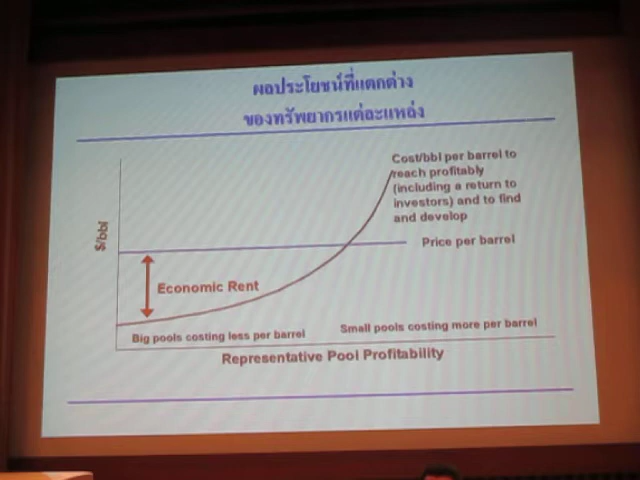 ผลประโยชน์ที่แตกต่าง
ของทรัพยากรแต่ละแหล่ง
Cost/bbl per barrel to
reach profitably
(including a return to
investors) and to find
and develop
$/bbl
Price per barrel
Economic Rent
Big pools costing less per barrel
Small pools costing more per barrel
Representative Pool Profitability